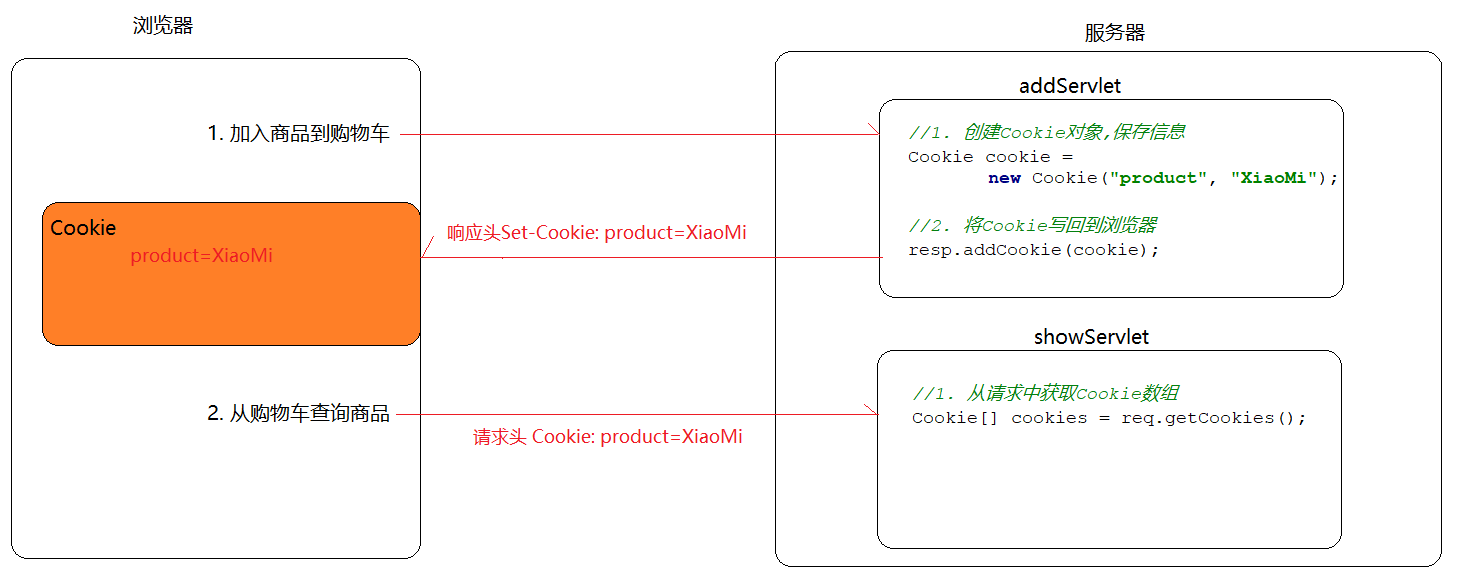 浏览器
服务器
addServlet
1. 加入商品到购物车
//1. 创建Cookie对象,保存信息
Cookie cookie =
new Cookie("product", "XiaoMi");
//2. 将Cookie写回到浏览器
resp.addCookie(cookie);
响应头Set-Cookie: product=XiaoMi
Cookie
product=XiaoMi
showServlet
2. 从购物车查询商品
请求头 Cookie: product=XiaoMi
//1. 从请求中获取Cookie数组
Cookie[] cookies = req.getCookies();